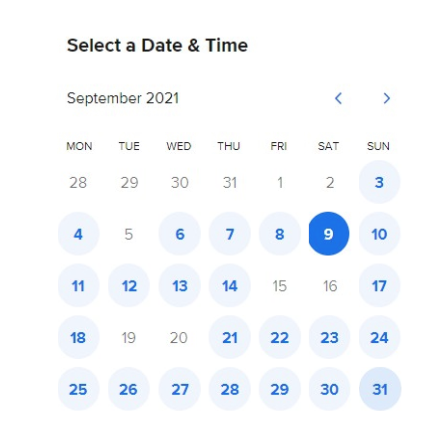 Select a Date & Time
September 2021
MON TUE WED THU FRI SAT SUN
28 29 30 31 1 2 3
4 5 6 7 8 9 10
11 12 13 14 15 16 17
18 19 20 21 22 23 24
25 26 27 28 29 30 31